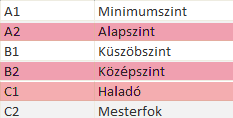 A1 Minimumszint
A2 Alapszint
B1 Küszöbszint
B2 Középszint
C1 Haladó
C2 Mesterfok